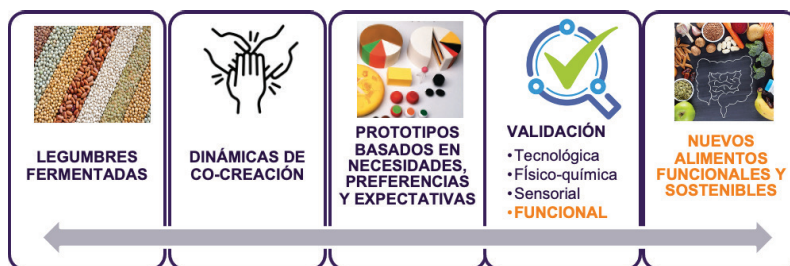 LEGUMBRES
FERMENTADAS
DINÁMICAS DE
CO-CREACIÓN
PROTOTIPOS
BASADOS EN
NECESIDADES,
PREFERENCIAS
Y EXPECTATIVAS
VALIDACIÓN
•Tecnológica
•Físico-química
•Sensorial
•FUNCIONAL
NUEVOS
ALIMENTOS
FUNCIONALES Y
SOSTENIBLES